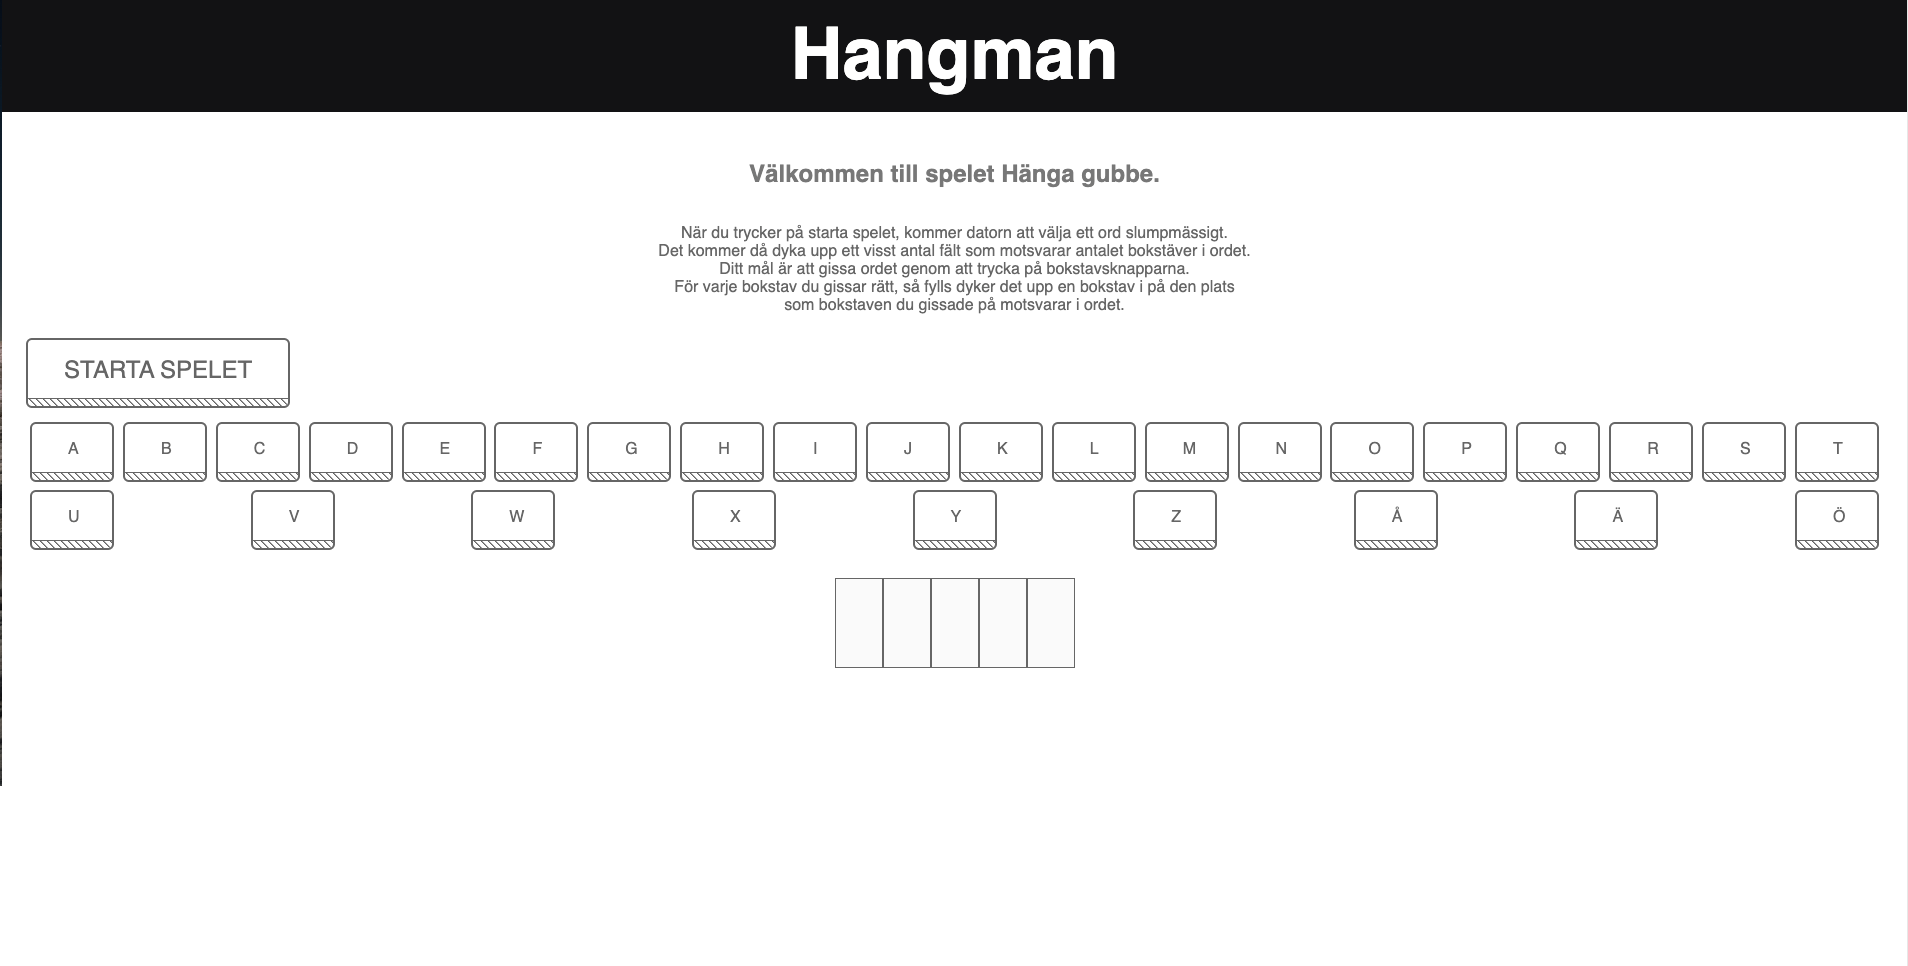 Hangman
Välkommen till spelet Hänga gubbe.
När du trycker på starta spelet, kommer datorn att välja ett ord slumpmässigt.
Det kommer då dyka upp ett visst antal fält som motsvarar antalet bokstäver i ordet.
Ditt mål är att gissa ordet genom att trycka på bokstavsknapparna.
För varje bokstav du gissar rätt, så fylls dyker det upp en bokstav i på den plats
som bokstaven du gissade på motsvarar i ordet.
STARTA SPELET
A B C D E F G H I J K L M N O P Q R S T
U V W X Y Z Å Ä Ö